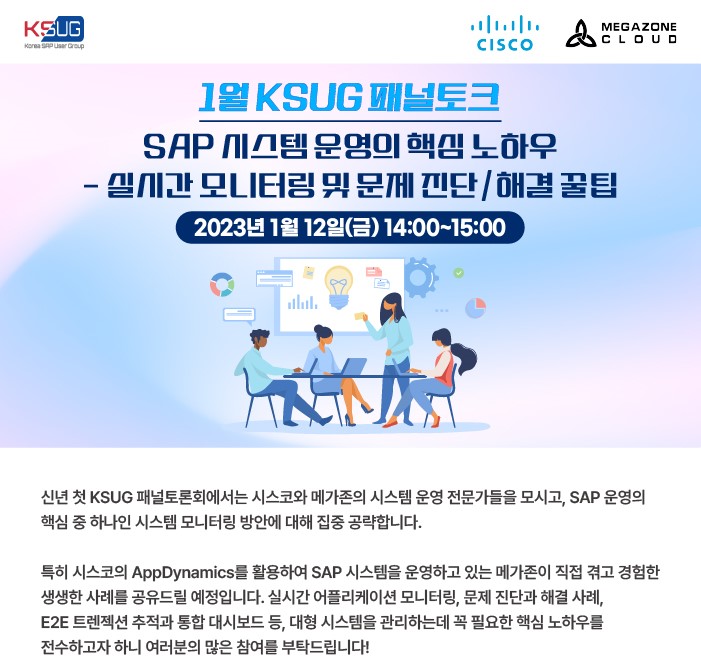 KSUG
Korea SAP User Group
CISCO
MEGAZONE
CLOUD
1월 KSUG 패널토크
SAP 시스템 운영의 핵심 노하우
- 실시간 모니터링 및 문제 진단/해결 꿀팁
2023년 1월 12일(금) 14:00~15:00
신년 첫 KSUG 패널토론회에서는 시스코와 메가존의 시스템 운영 전문가들을 모시고, SAP 운영의
핵심 중 하나인 시스템 모니터링 방안에 대해 집중 공략합니다.
특히 시스코의 AppDynamics를 활용하여 SAP 시스템을 운영하고 있는 메가존이 직접 겪고 경험한
생생한 사례를 공유드릴 예정입니다. 실시간 어플리케이션 모니터링, 문제 진단과 해결 사례,
E2E 트렌젝션 추적과 통합 대시보드 등, 대형 시스템을 관리하는데 꼭 필요한 핵심 노하우를
전수하고자 하니 여러분의 많은 참여를 부탁드립니다!